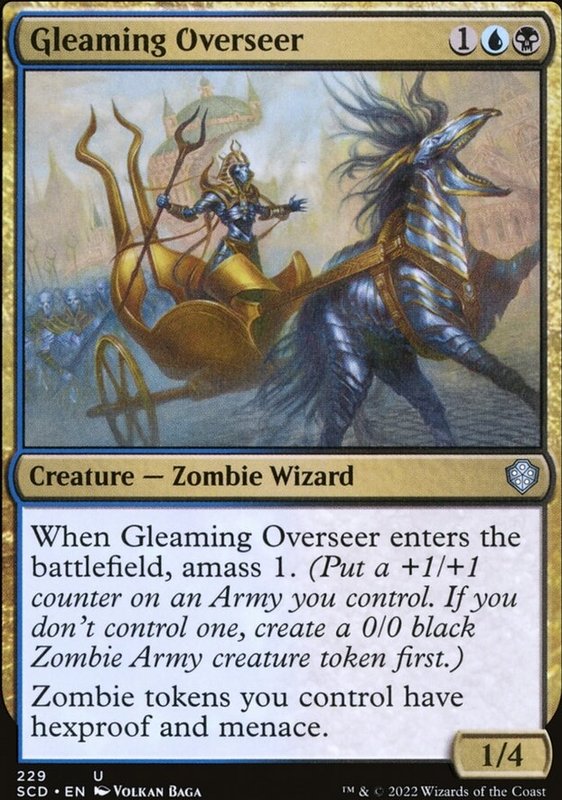 Gleaming Overseer 1
Creature — Zombie Wizard
When Gleaming Overseer enters the
battlefield, amass 1. (Put a +1/+1
counter on an Army you control. If you
don't control one, create a 0/0 black
Zombie Army creature token first.)
Zombie tokens you control have
hexproof and menace.
1/4
229 U
SCD • EN VOLKAN BAGA
™ & © 2022 Wizards of the Coast